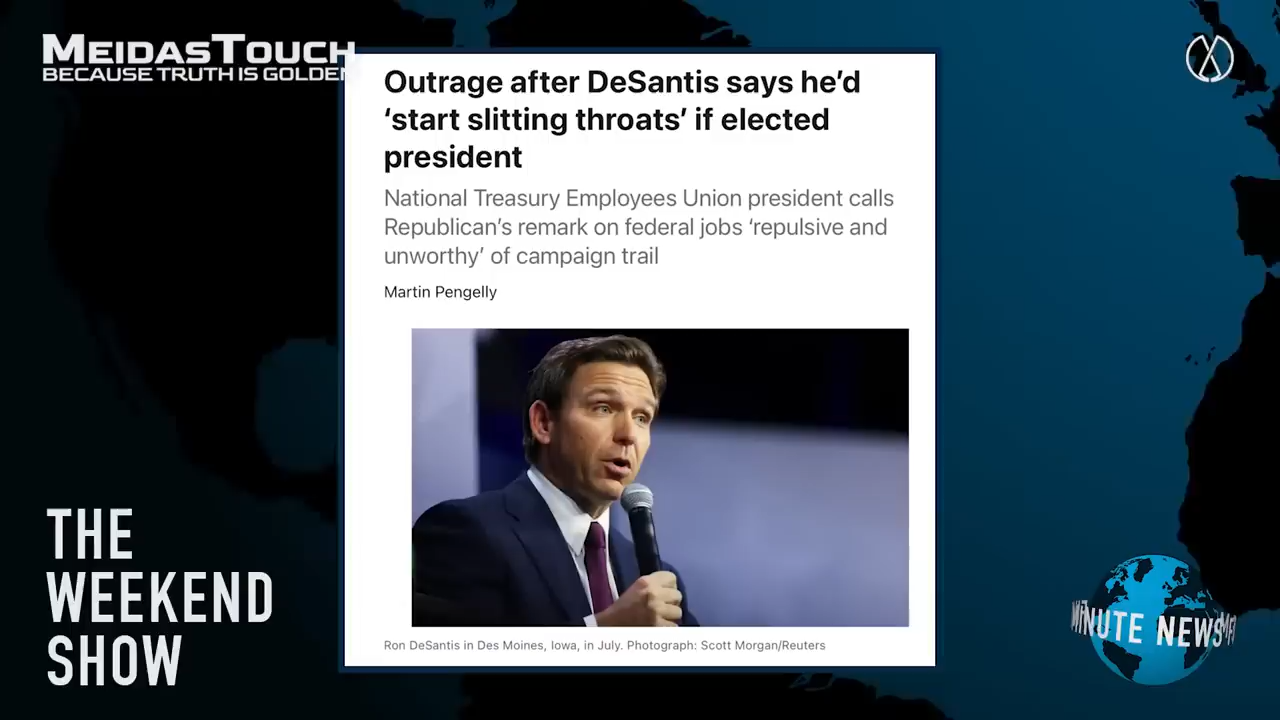 MEIDASTOUCH
BECAUSE TRUTH IS GOLDEN
Outrage after DeSantis says he’d
‘start slitting throats’ if elected
president
National Treasury Employees Union president calls
Republican’s remark on federal jobs ‘repulsive and
unworthy’ of campaign trail
Martin Pengelly
Ron DeSantis in Des Moines, Iowa, in July. Photograph: Scott Morgan/Reuters
THE
WEEKEND
SHOW
MINUTE NEWS